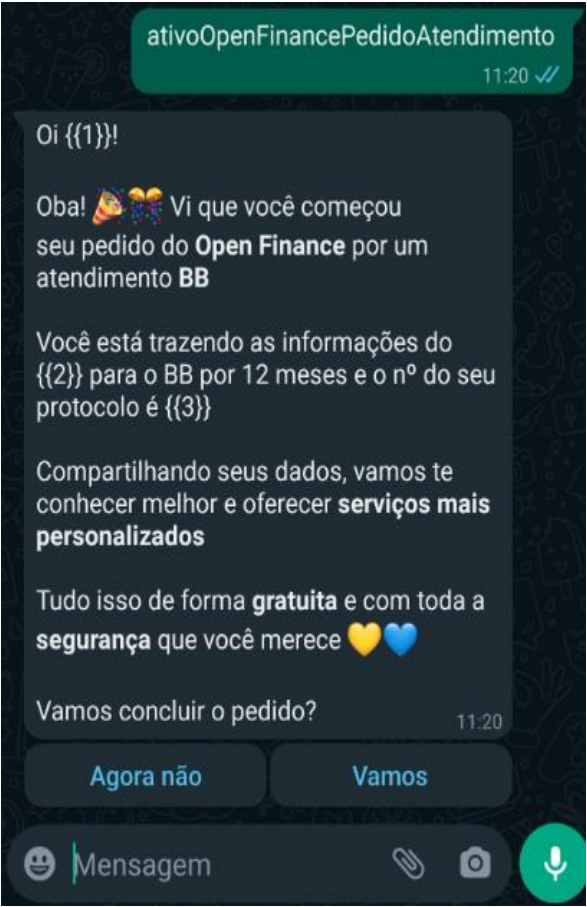 ativoOpenFinancePedidoAtendimento
11:20
Oi {{1}}!
Oba! 🎉🎊 Vi que você começou
seu pedido do Open Finance por um
atendimento BB
Você está trazendo as informações do
{{2}} para o BB por 12 meses e o nº do seu
protocolo é {{3}}
Compartilhando seus dados, vamos te
conhecer melhor e oferecer serviços mais
personalizados
Tudo isso de forma gratuita e com toda a
segurança que você merece 💛💙
Vamos concluir o pedido?
11:20
Agora não
Vamos
Mensagem